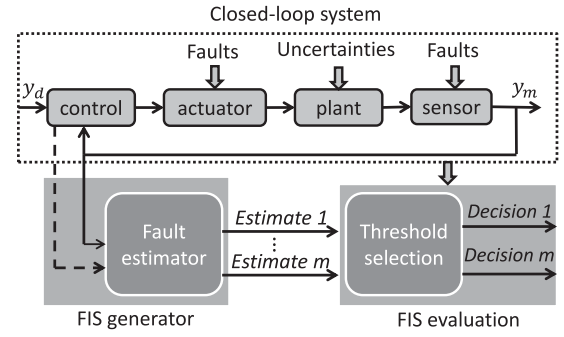 Closed-loop system
Faults
Uncertainties
Faults
y_d
control
actuator
plant
sensor
y_m
Fault
estimator
Estimate 1
⋮
Estimate m
Threshold
selection
Decision 1
Decision m
FIS generator
FIS evaluation